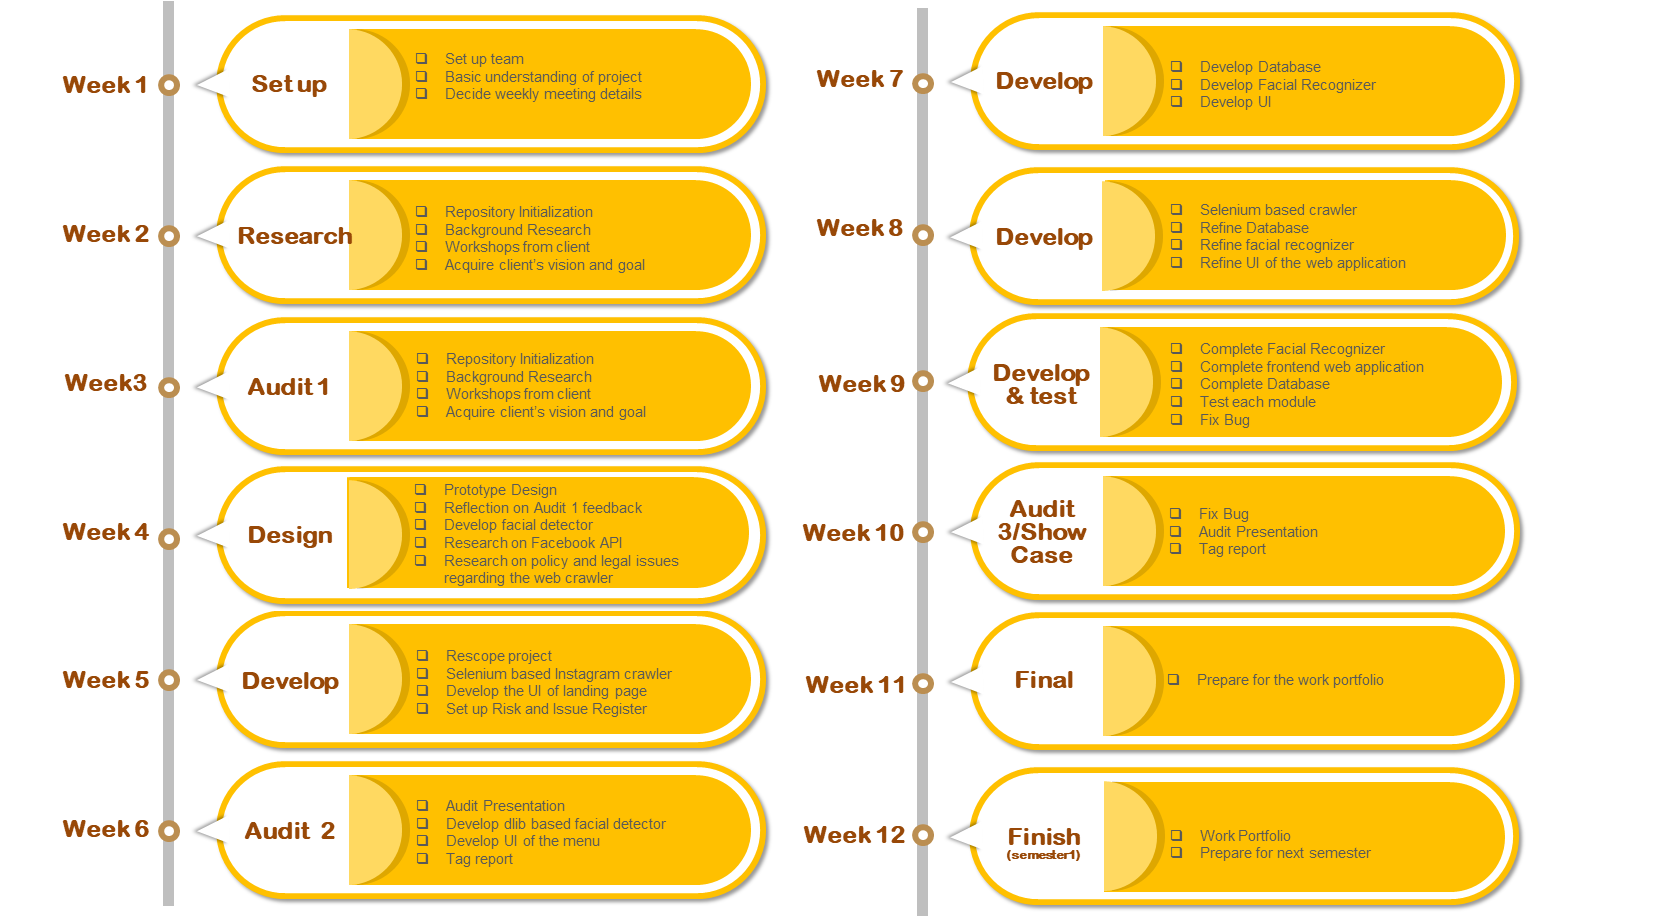 Week 1
Set up
❑ Set up team
❑ Basic understanding of project
❑ Decide weekly meeting details
Week 2
Research
❑ Repository Initialization
❑ Background Research
❑ Workshops from client
❑ Acquire client's vision and goal
Week3
Audit 1
❑ Repository Initialization
❑ Background Research
❑ Workshops from client
❑ Acquire client's vision and goal
Week 4
Design
❑ Prototype Design
❑ Reflection on Audit 1 feedback
❑ Develop facial detector
❑ Research on Facebook API
❑ Research on policy and legal issues
regarding the web crawler
Week 5
Develop
❑ Rescope project
❑ Selenium based Instagram crawler
❑ Develop the UI of landing page
❑ Set up Risk and Issue Register
Week 6
Audit 2
❑ Audit Presentation
❑ Develop dlib based facial detector
❑ Develop UI of the menu
❑ Tag report
Week 7
Develop
❑ Develop Database
❑ Develop Facial Recognizer
❑ Develop UI
Week 8
Develop
❑ Selenium based crawler
❑ Refine Database
❑ Refine facial recognizer
❑ Refine UI of the web application
Week 9
Develop
& test
❑ Complete Facial Recognizer
❑ Complete frontend web application
❑ Complete Database
❑ Test each module
❑ Fix Bug
Week 10
Audit
3/Show
Case
❑ Fix Bug
❑ Audit Presentation
❑ Tag report
Week 11
Final
❑ Prepare for the work portfolio
Week 12
Finish
(semester1)
❑ Work Portfolio
❑ Prepare for next semester